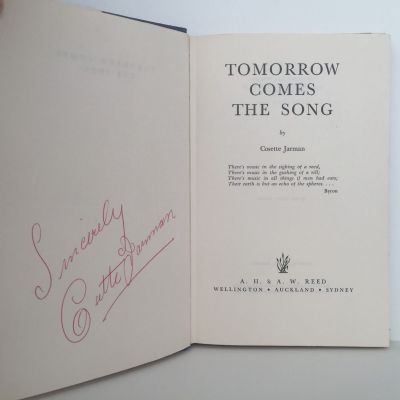 Sincerely
Jarman
TOMORROW
COMES
THE SONG
by
Cosette Jarman
There's music in the sighing of a reed,
There's music in the gushing of a rill;
There's music in all things if men had ears;
Their earth is but an echo of the spheres. . . .
Byron
A. H. & A. W. REED
WELLINGTON • AUCKLAND • SYDNEY